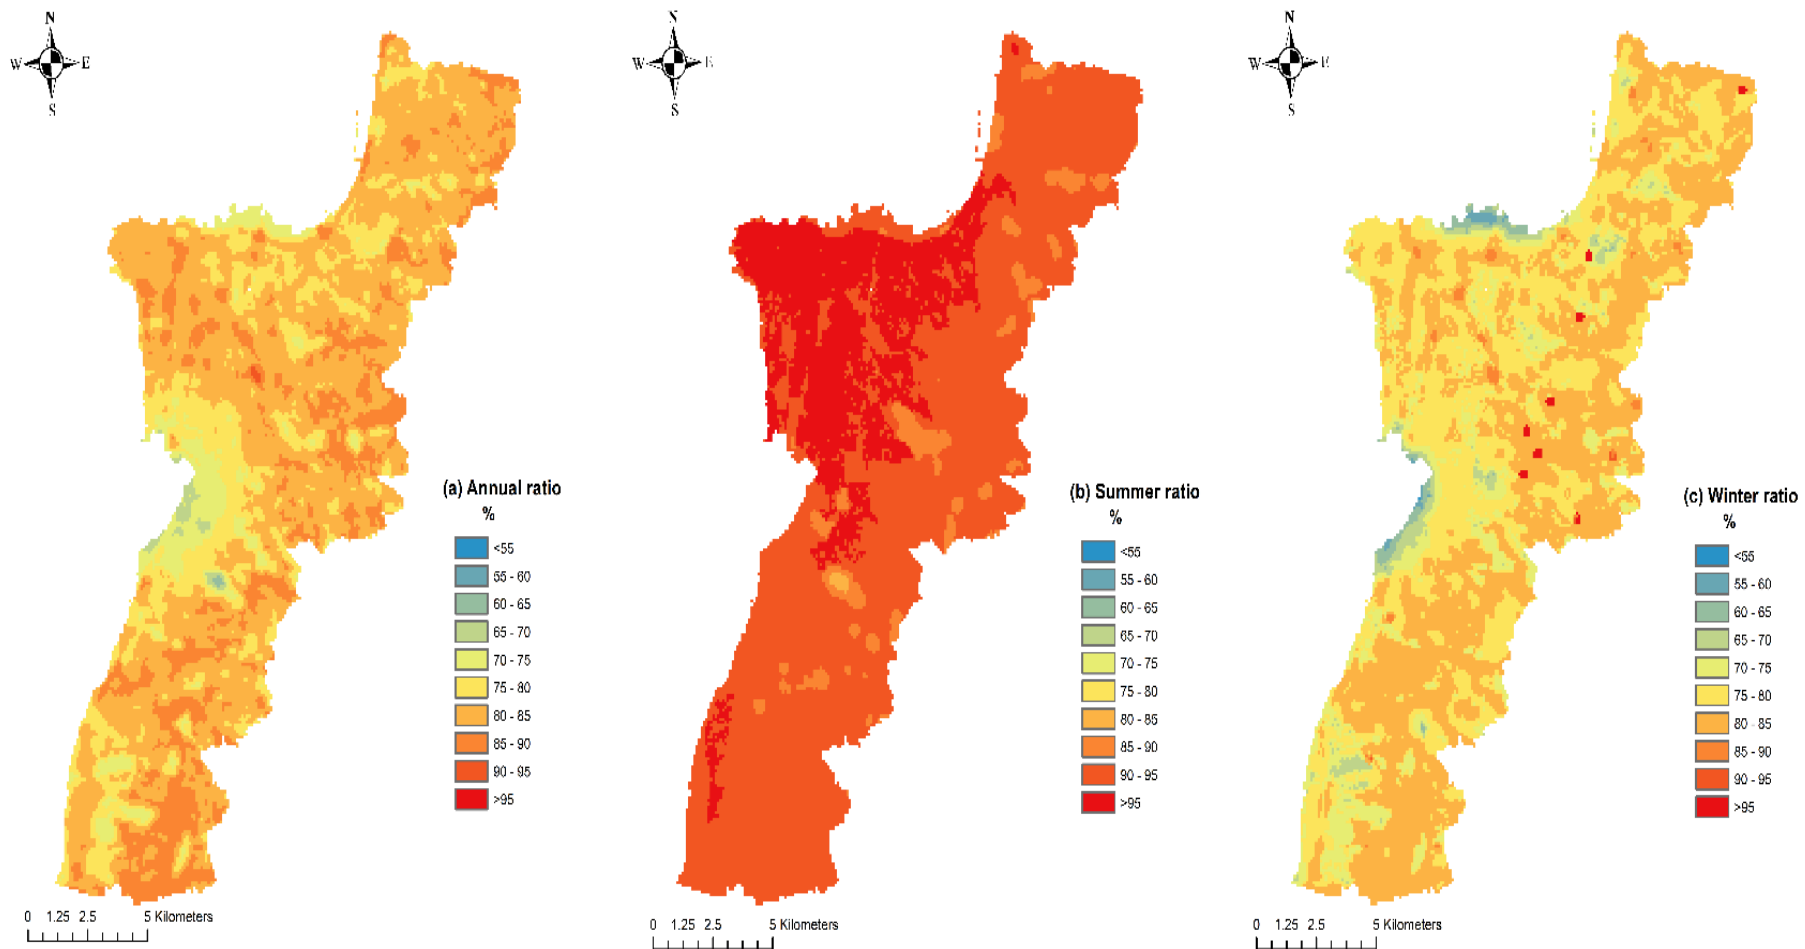 N
W E
S
(a) Annual ratio
%
<55
55 - 60
60 - 65
65 - 70
70 - 75
75 - 80
80 - 85
85 - 90
90 - 95
>95
0 1.25 2.5 5 Kilometers
N
W E
S
(b) Summer ratio
%
<55
55 - 60
60 - 65
65 - 70
70 - 75
75 - 80
80 - 85
85 - 90
90 - 95
>95
0 1.25 2.5 5 Kilometers
N
W E
S
(c) Winter ratio
%
<55
55 - 60
60 - 65
65 - 70
70 - 75
75 - 80
80 - 85
85 - 90
90 - 95
>95
0 1.25 2.5 5 Kilometers